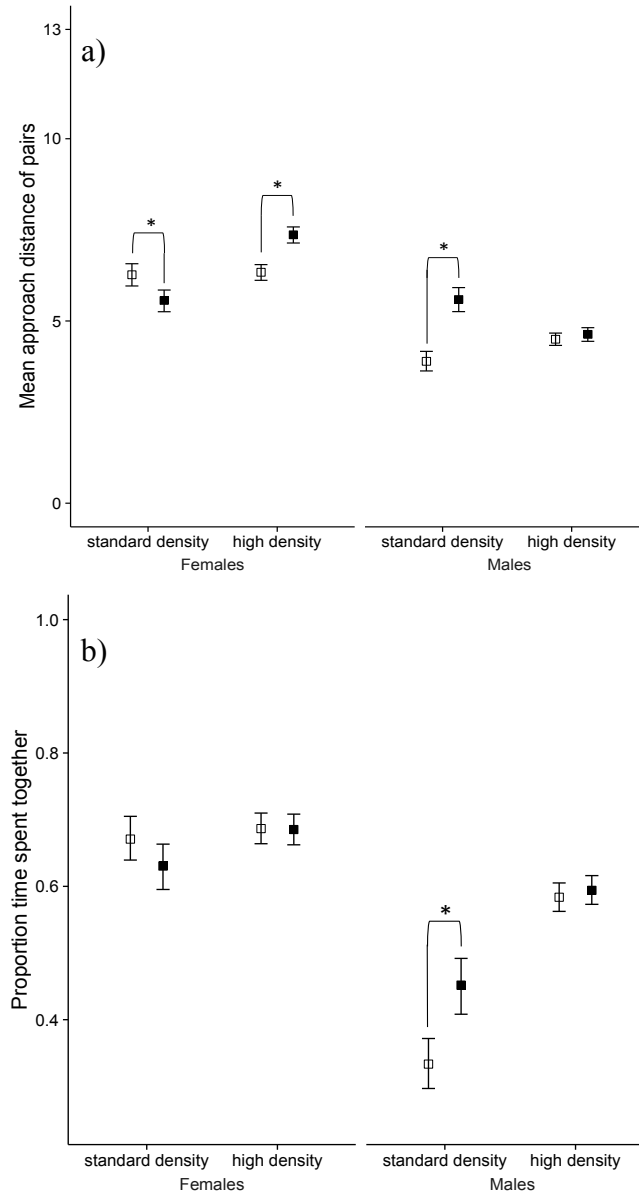 a)
Mean approach distance of pairs
13
10
5
0
*
*
*
standard density
high density
standard density
high density
Females
Males
b)
Proportion time spent together
1.0
0.8
0.6
0.4
*
standard density
high density
standard density
high density
Females
Males